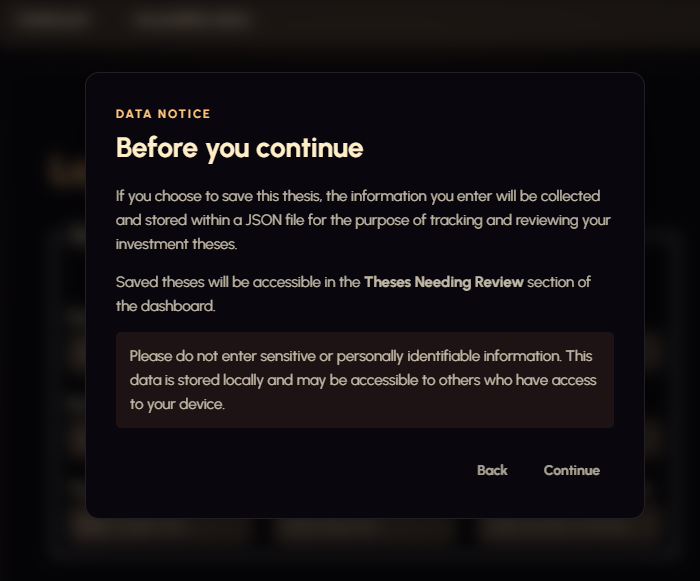 DATA NOTICE
Before you continue
If you choose to save this thesis, the information you enter will be collected
and stored within a JSON file for the purpose of tracking and reviewing your
investment theses.
Saved theses will be accessible in the Theses Needing Review section of
the dashboard.
Please do not enter sensitive or personally identifiable information. This
data is stored locally and may be accessible to others who have access
to your device.
Back Continue